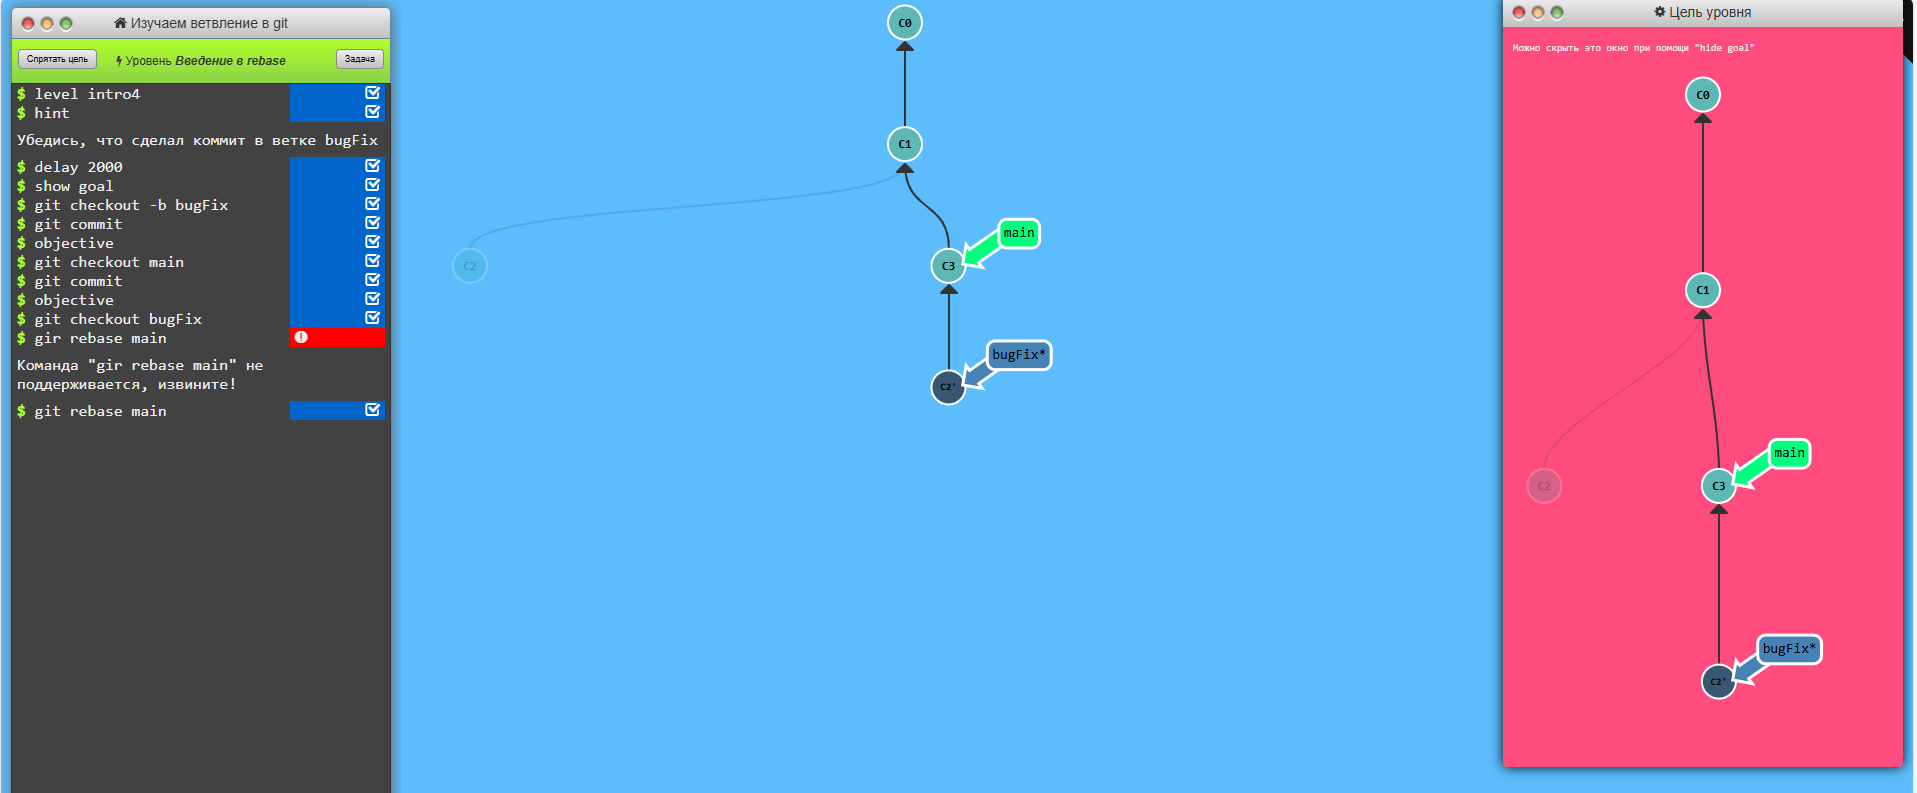 Изучаем ветвление в git
Спрятать цель
Уровень Введение в rebase
Задача
$ level intro4
$ hint
Убедись, что сделал коммит в ветке bugFix
$ delay 2000
$ show goal
$ git checkout -b bugFix
$ git commit
$ objective
$ git checkout main
$ git commit
$ objective
$ git checkout bugFix
$ gir rebase main
Команда "gir rebase main" не
поддерживается, извините!
$ git rebase main
C0
C1
main
C2
C3
bugFix*
C2'
Цель уровня
Можно скрыть это окно при помощи "hide goal"
C0
C1
main
C2
C3
bugFix*
C2'